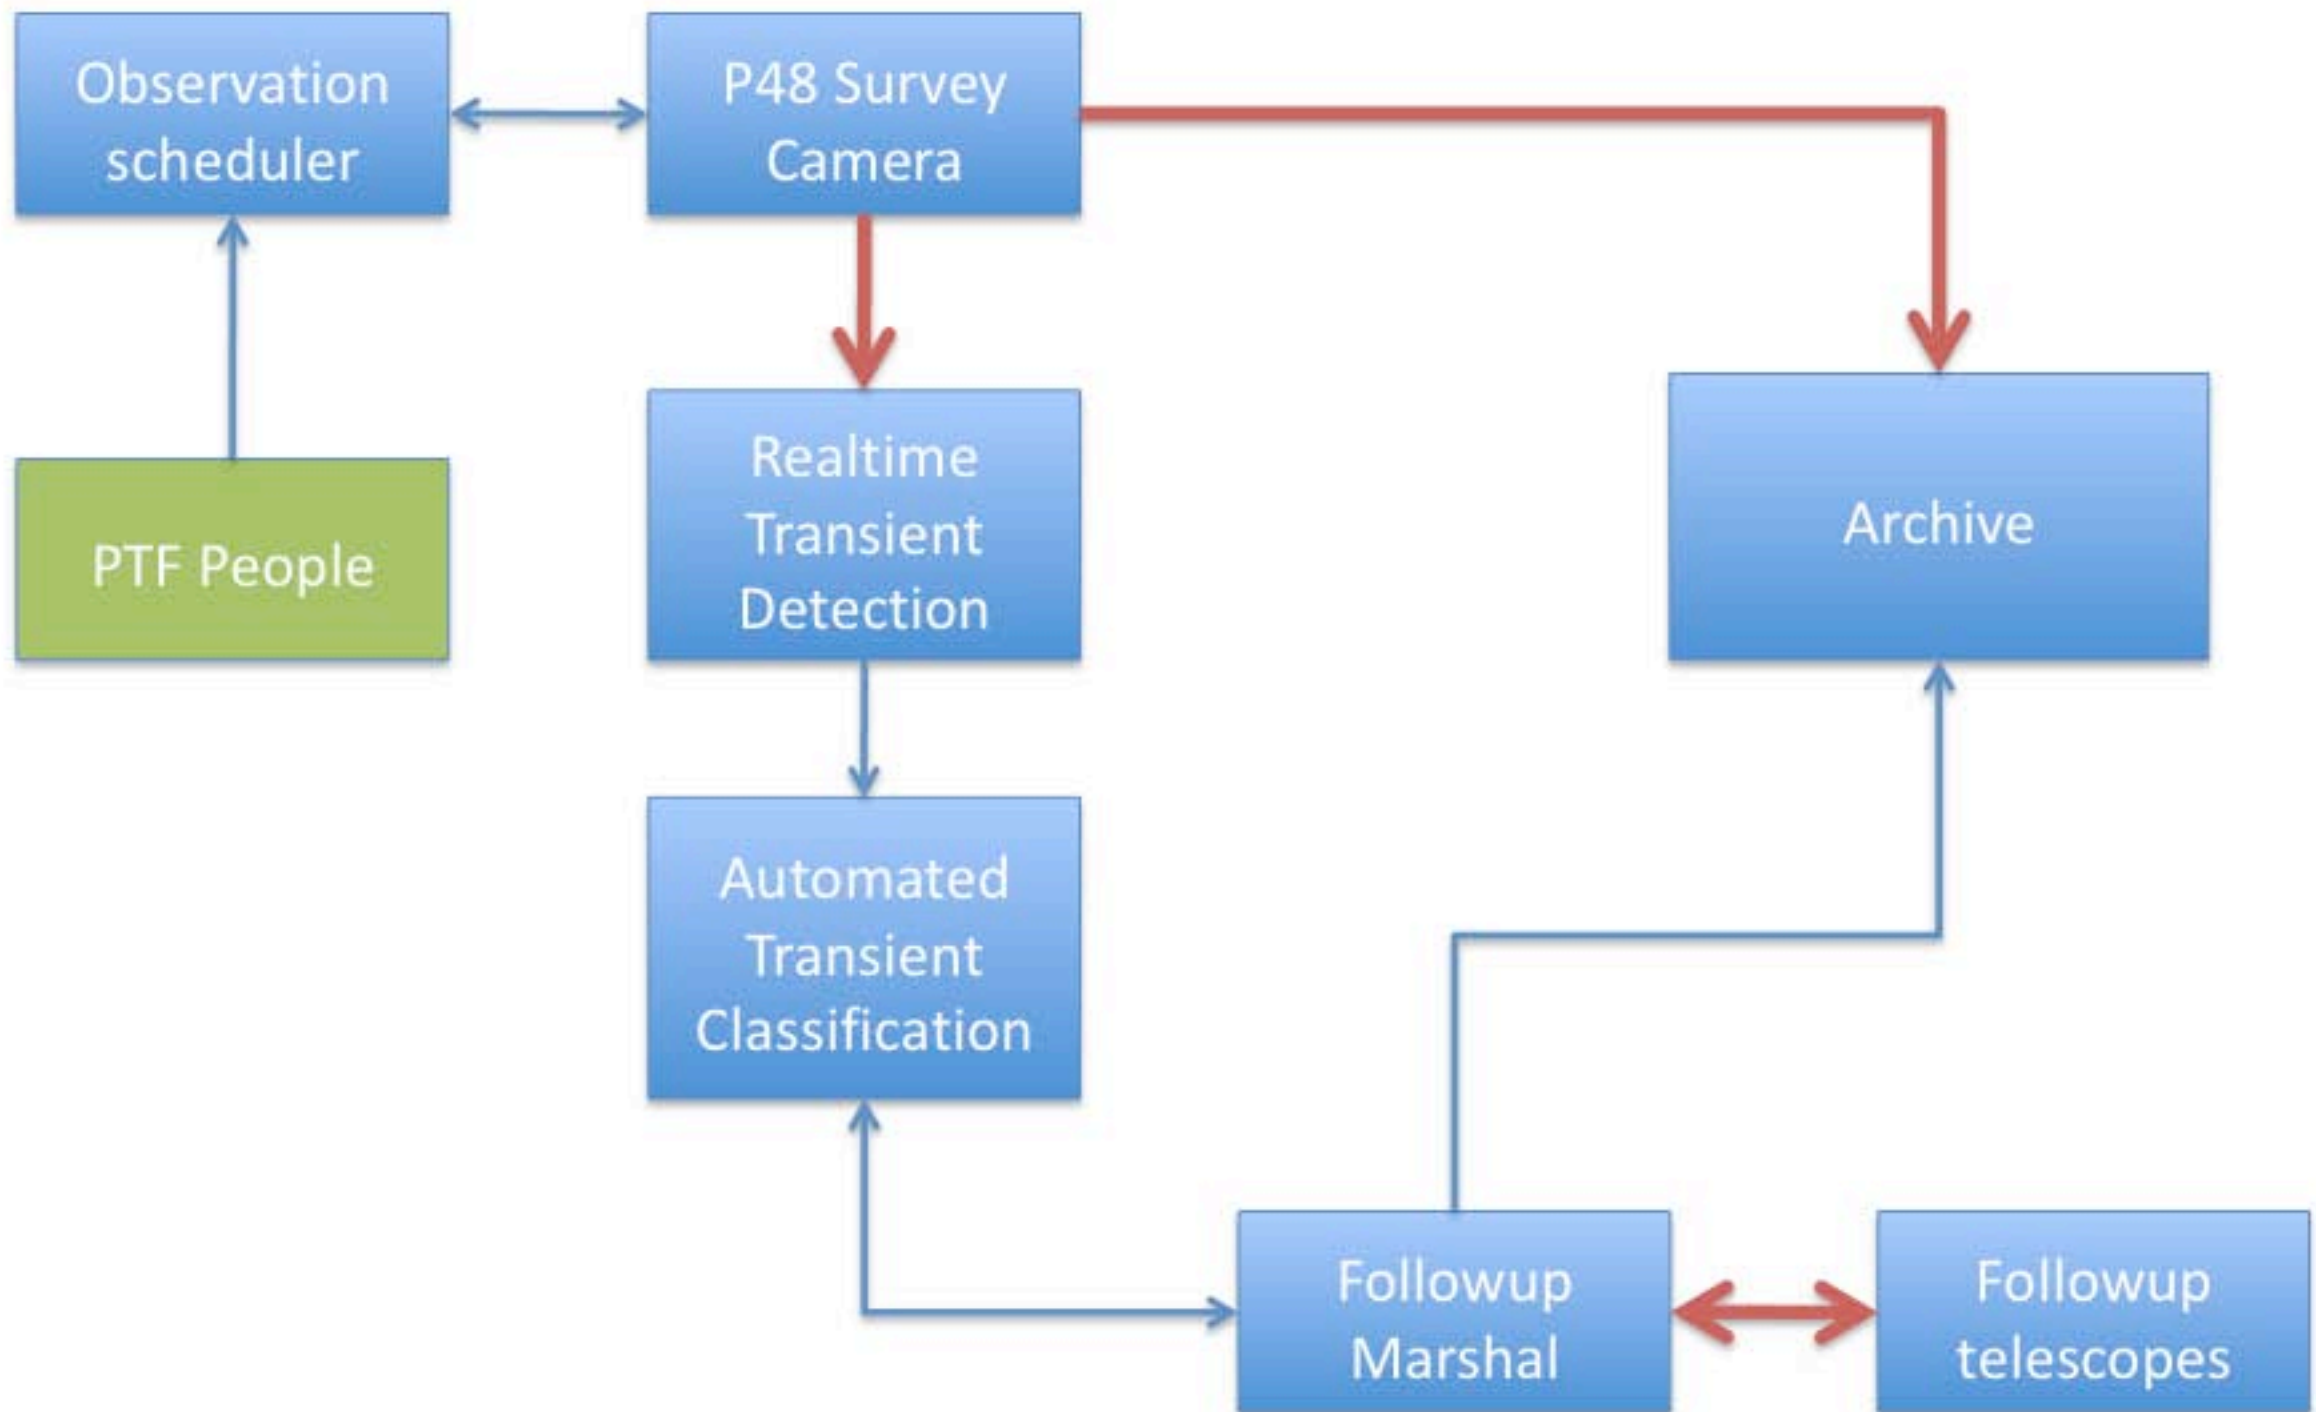 Observation
scheduler
P48 Survey
Camera
PTF People
Realtime
Transient
Detection
Archive
Automated
Transient
Classification
Followup
Marshal
Followup
telescopes